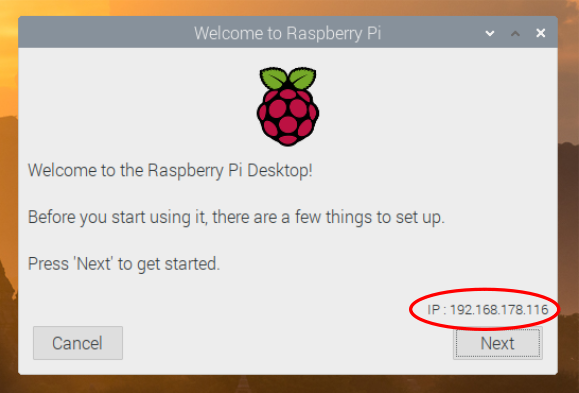 Welcome to Raspberry Pi
Welcome to the Raspberry Pi Desktop!
Before you start using it, there are a few things to set up.
Press 'Next' to get started.
IP : 192.168.178.116
Cancel
Next